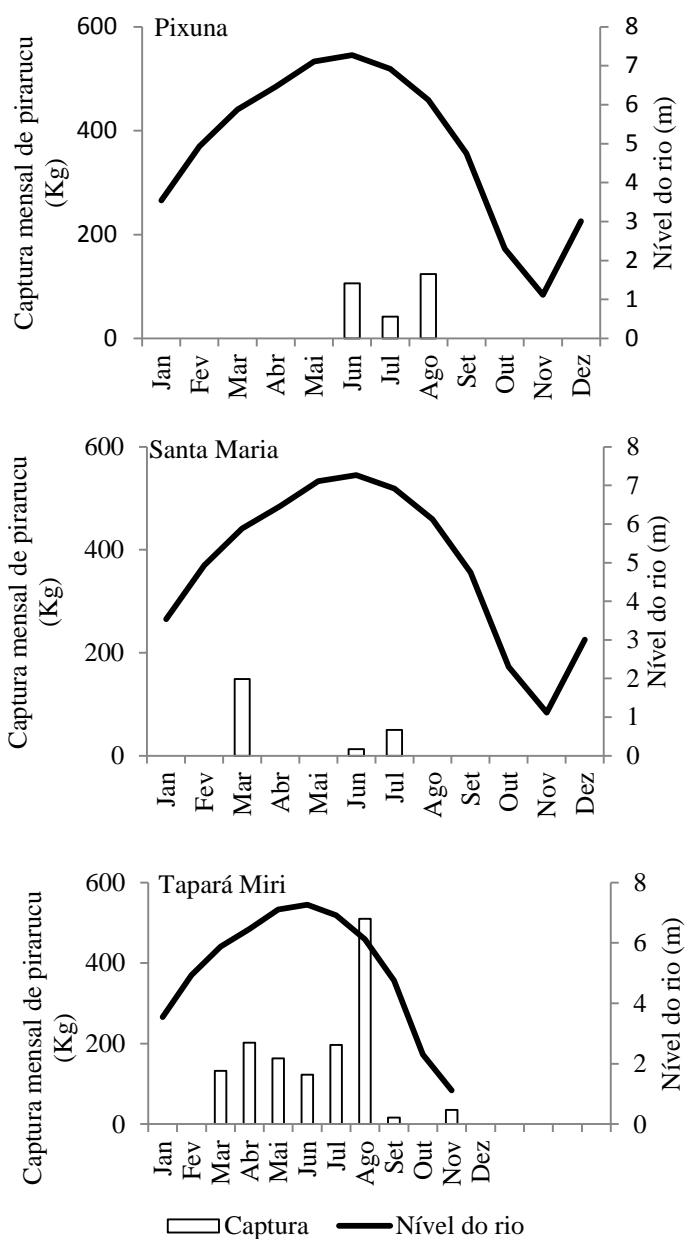 Pixuna
Captura mensal de pirarucu
(Kg)
600
400
200
0
8
7
6
5
4
3
2
1
0
Nível do rio (m)
Jan Fev Mar Abr Mai Jun Jul Ago Set Out Nov Dez
Santa Maria
Captura mensal de pirarucu
(Kg)
600
400
200
0
8
7
6
5
4
3
2
1
0
Nível do rio (m)
Jan Fev Mar Abr Mai Jun Jul Ago Set Out Nov Dez
Tapará Miri
Captura mensal de pirarucu
(Kg)
600
400
200
0
8
6
4
2
0
Nível do rio (m)
Jan Fev Mar Abr Mai Jun Jul Ago Set Out Nov Dez
Captura Nível do rio